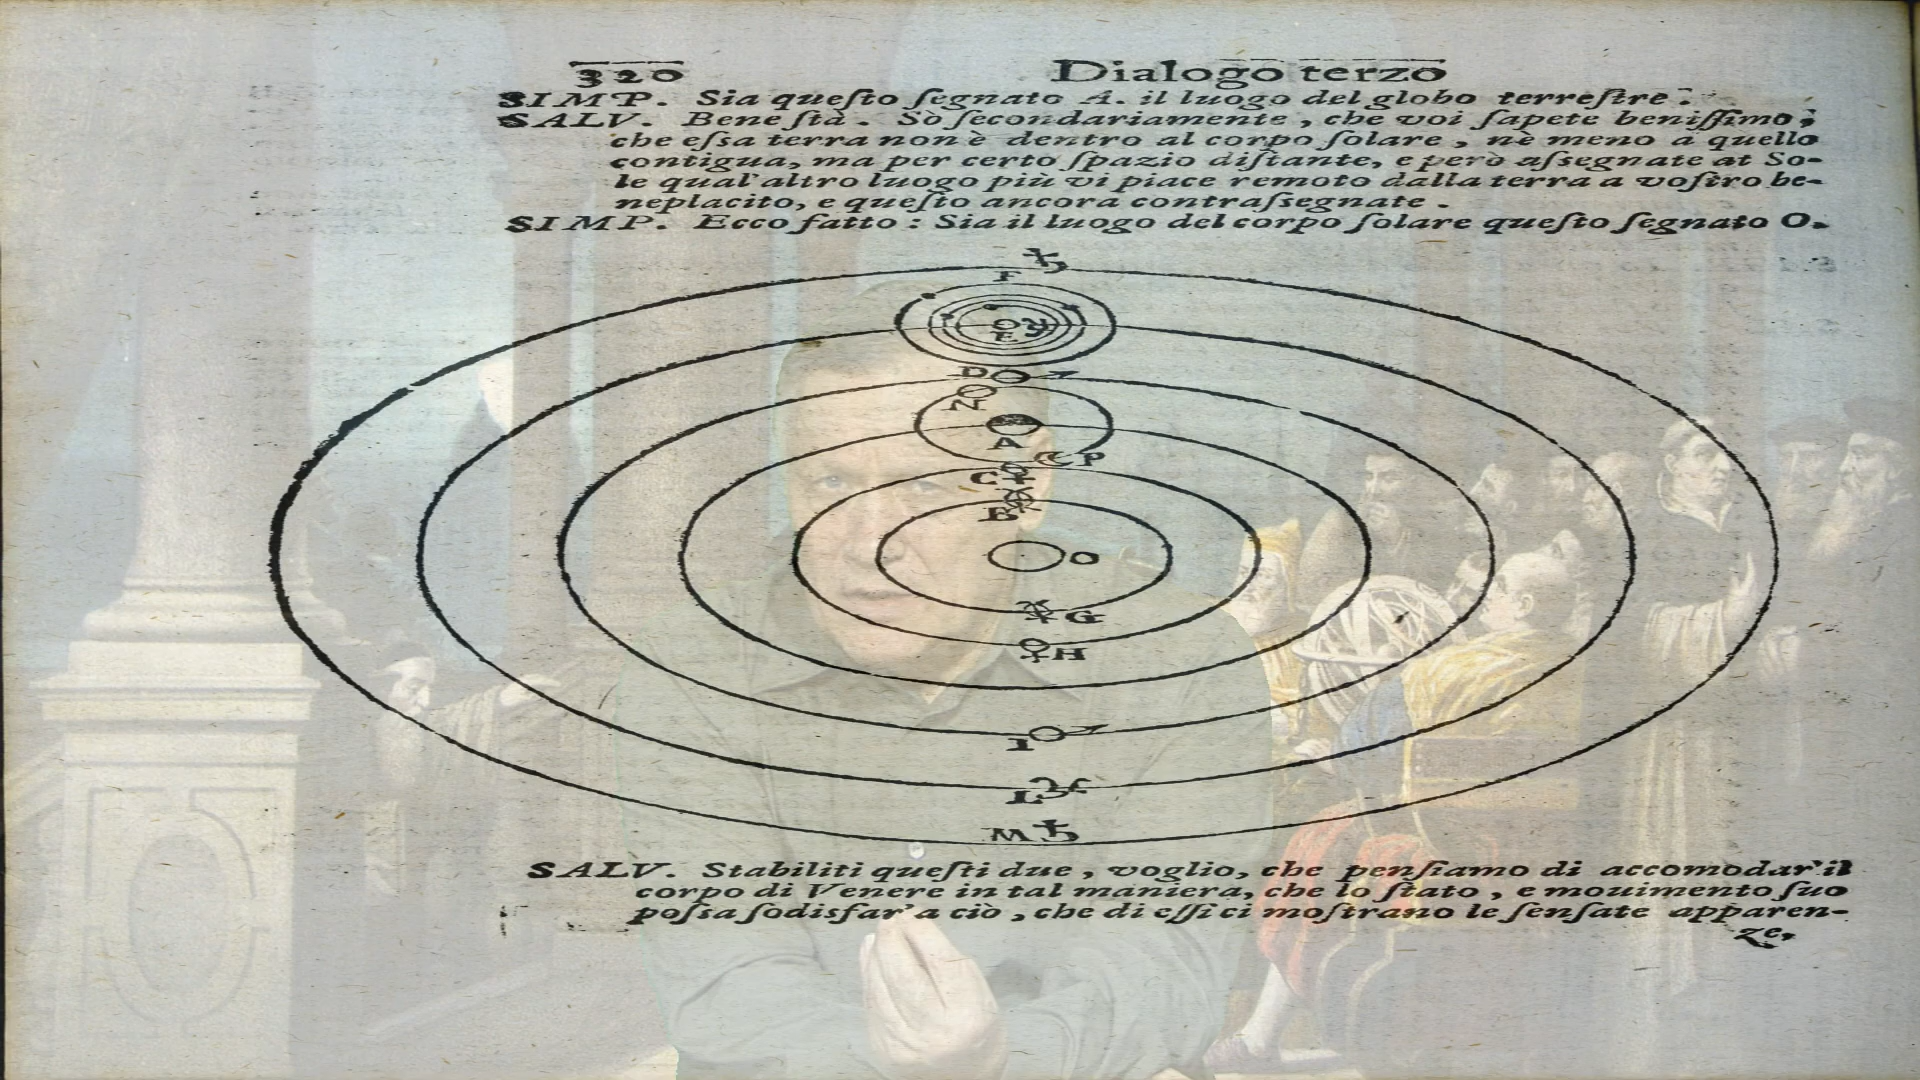 320 Dialogo terzo
SIMP. Sia queſto ſegnato A. il luogo del globo terreſtre.
SALV. Bene ſtà. Sò ſecondariamente, che voi ſapete beniſſimo,
che eſsa terra non è dentro al corpo ſolare, nè meno a quello
contigua, ma per certo ſpazio diſtante, e però aſsegnate al So-
le qual'altro luogo più vi piace remoto dalla terra a voſtro be-
neplacito, e queſto ancora contraſsegnate.
SIMP. Ecco fatto: Sia il luogo del corpo ſolare queſto ſegnato O.
♄
F
E ♃
D ♂
N
A
P
C ♀
B ☿
O
☿ G
♀ H
I ♂
L ♃
M ♄
SALV. Stabiliti queſti due, voglio, che penſiamo di accomodar'il
corpo di Venere in tal maniera, che lo ſtato, e mouimento ſuo
poſsa ſodisfar'a ciò, che di eſſi ci moſtrano le ſenſate apparen-
ze,